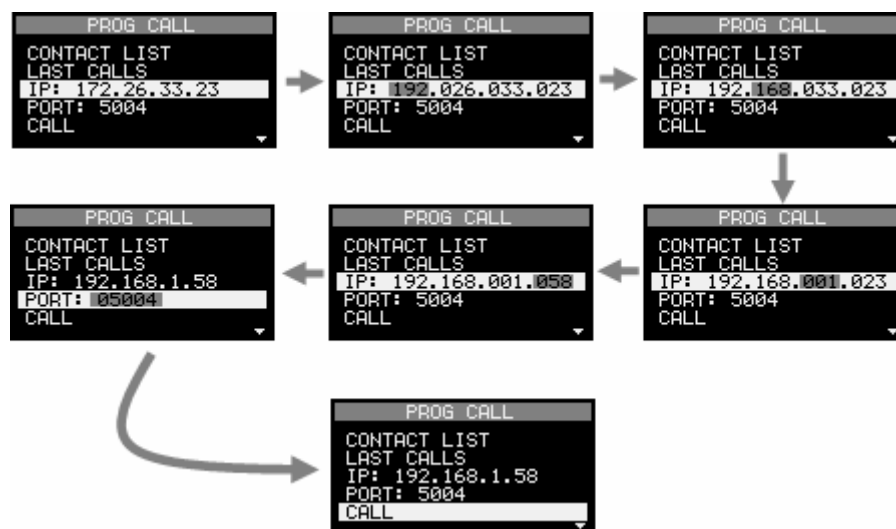 PROG CALL
CONTACT LIST
LAST CALLS
IP: 172.26.33.23
PORT: 5004
CALL
PROG CALL
CONTACT LIST
LAST CALLS
IP: 192.026.033.023
PORT: 5004
CALL
PROG CALL
CONTACT LIST
LAST CALLS
IP: 192.168.033.023
PORT: 5004
CALL
PROG CALL
CONTACT LIST
LAST CALLS
IP: 192.168.001.023
PORT: 5004
CALL
PROG CALL
CONTACT LIST
LAST CALLS
IP: 192.168.001.058
PORT: 5004
CALL
PROG CALL
CONTACT LIST
LAST CALLS
IP: 192.168.1.58
PORT: 05004
CALL
PROG CALL
CONTACT LIST
LAST CALLS
IP: 192.168.1.58
PORT: 5004
CALL